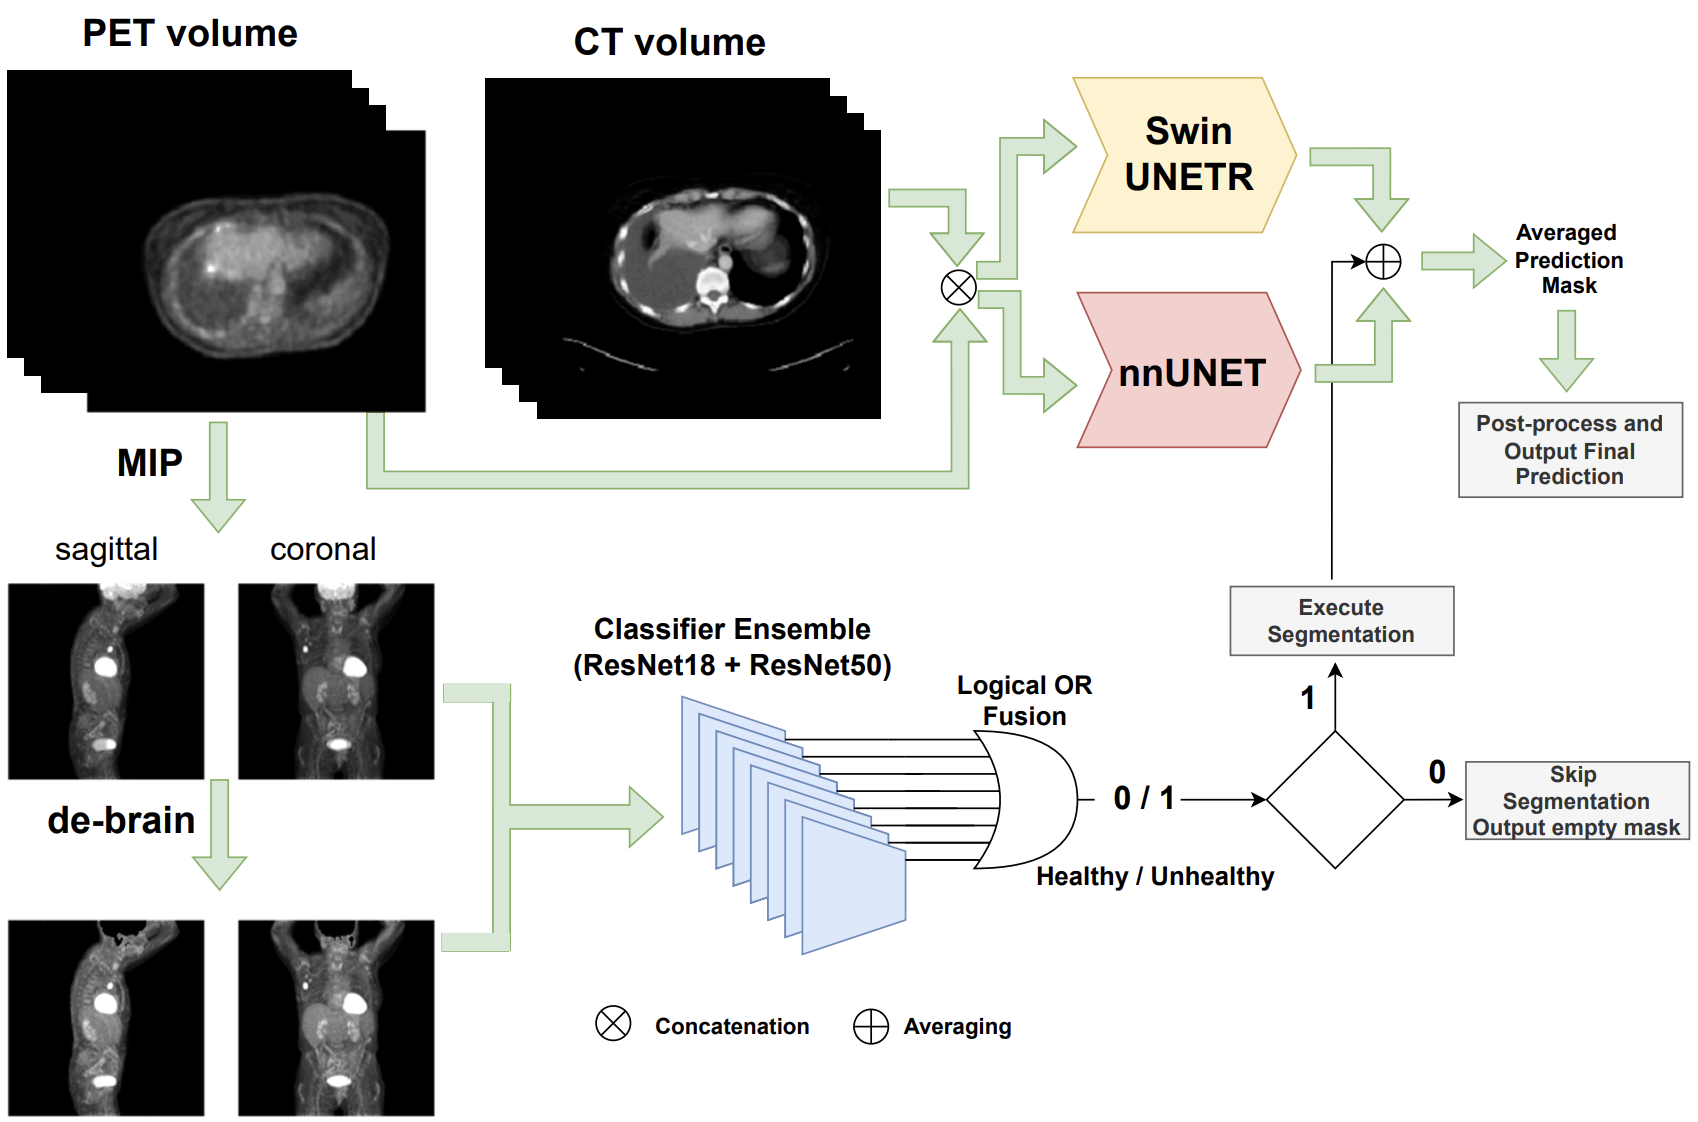 PET volume
CT volume
Swin
UNETR
Averaged
Prediction
Mask
nnUNET
Post-process and
Output Final
Prediction
MIP
sagittal
coronal
Execute
Segmentation
Classifier Ensemble
(ResNet18 + ResNet50)
Logical OR
Fusion
1
0
0 / 1
Skip
Segmentation
Output empty mask
de-brain
Healthy / Unhealthy
Concatenation
Averaging